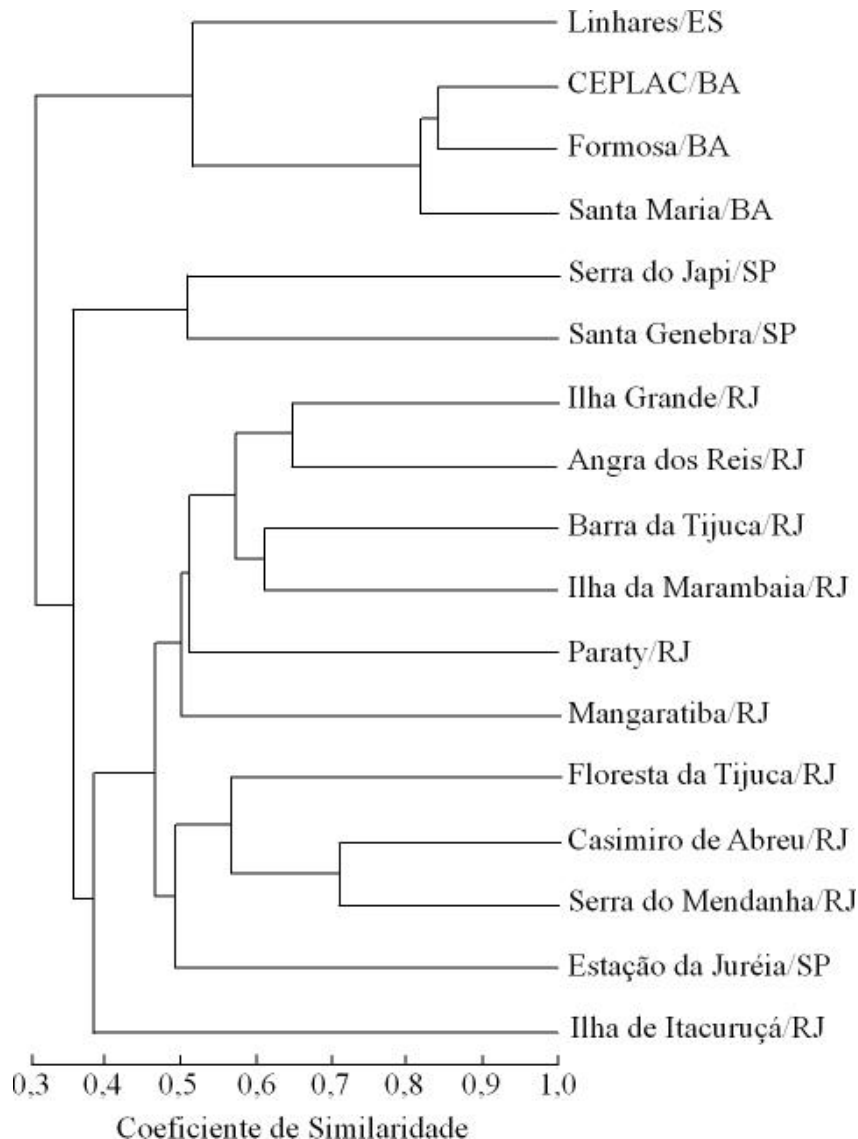 Linhares/ES
CEPLAC/BA
Formosa/BA
Santa Maria/BA
Serra do Japi/SP
Santa Genebra/SP
Ilha Grande/RJ
Angra dos Reis/RJ
Barra da Tijuca/RJ
Ilha da Marambaia/RJ
Paraty/RJ
Mangaratiba/RJ
Floresta da Tijuca/RJ
Casimiro de Abreu/RJ
Serra do Mendanha/RJ
Estação da Juréia/SP
Ilha de Itacuruçá/RJ
0,3 0,4 0,5 0,6 0,7 0,8 0,9 1,0
Coeficiente de Similaridade